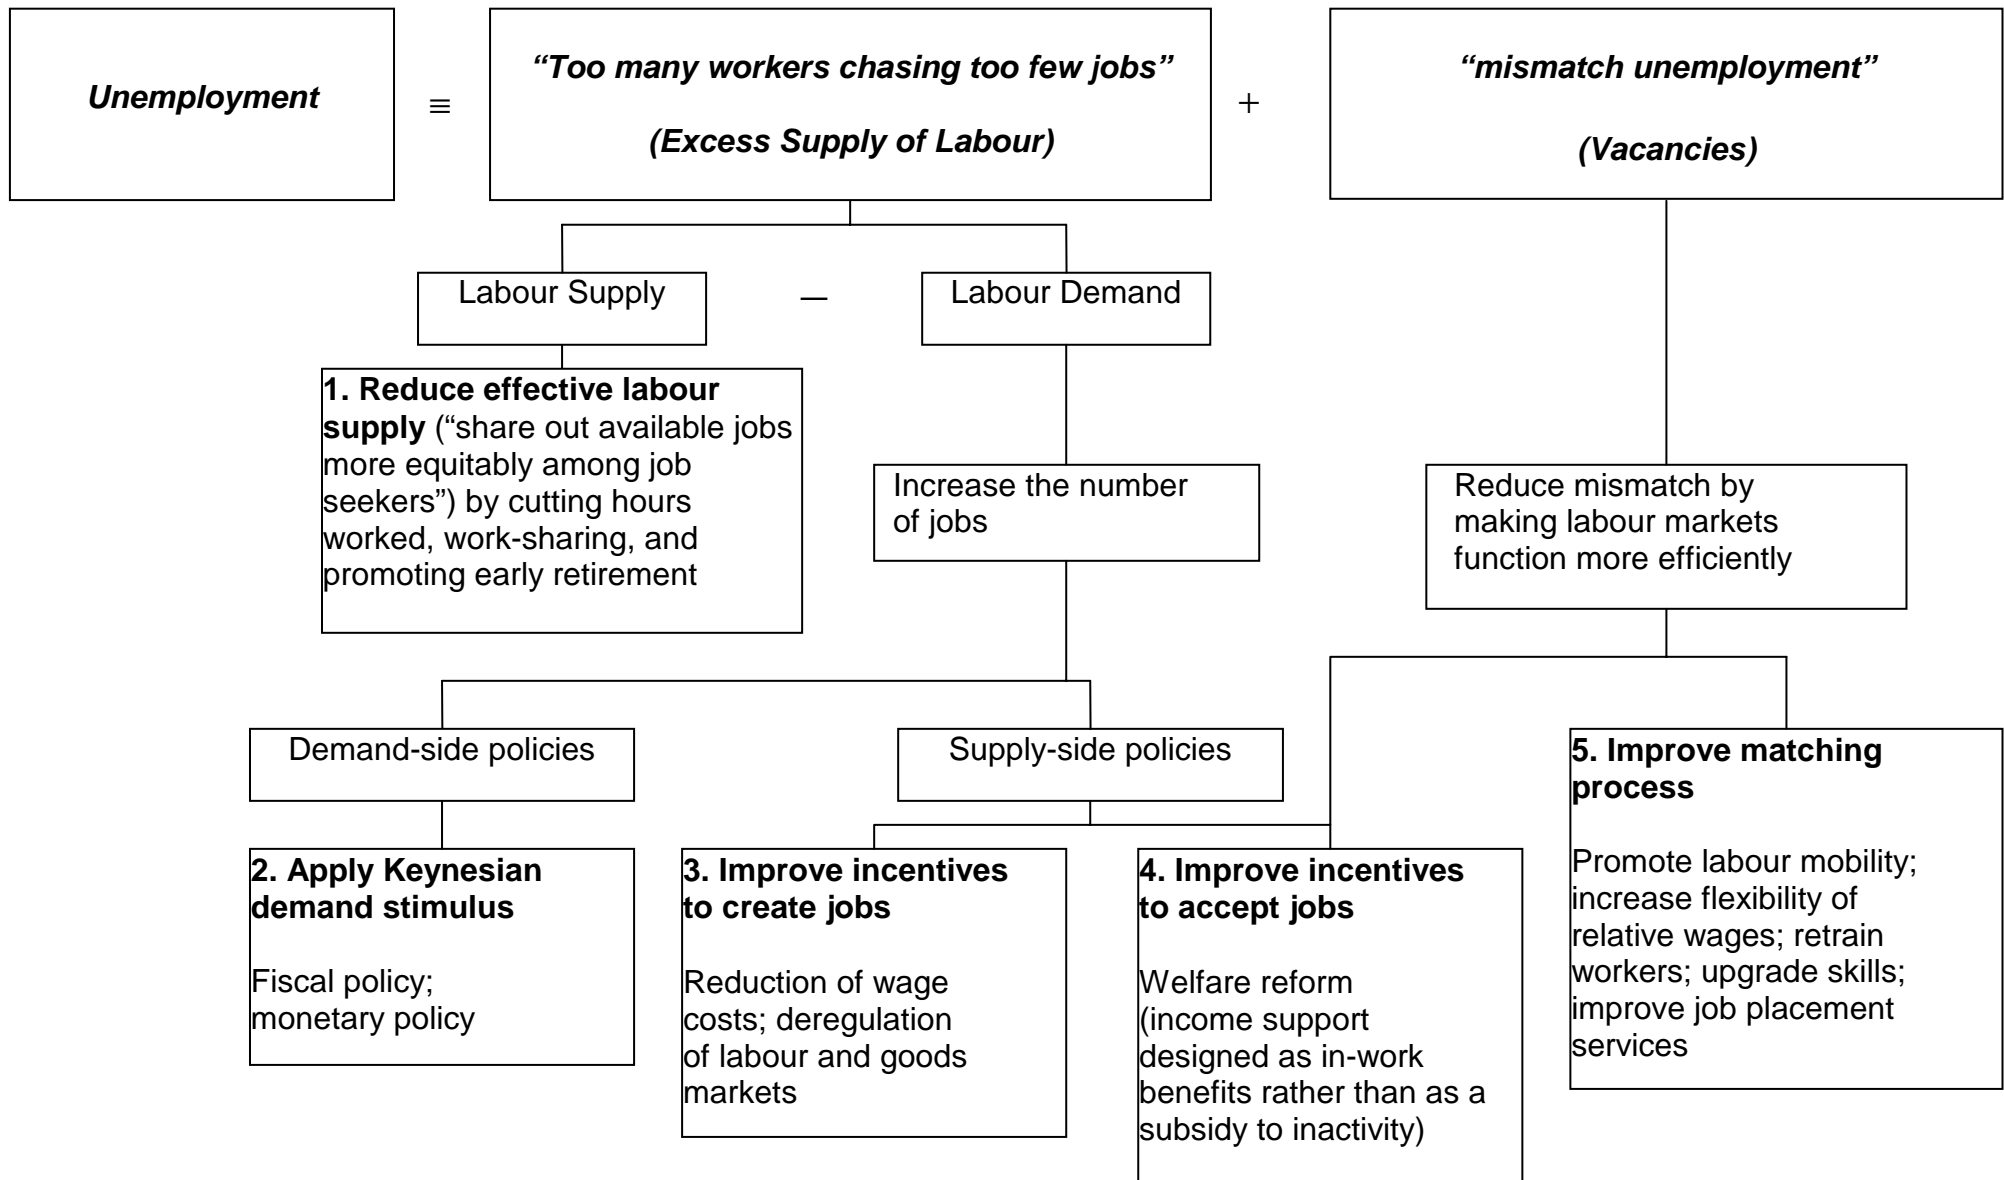 Unemployment
≡
“Too many workers chasing too few jobs”
(Excess Supply of Labour)
+
“mismatch unemployment”
(Vacancies)
Labour Supply
—
Labour Demand
1. Reduce effective labour
supply (“share out available jobs
more equitably among job
seekers”) by cutting hours
worked, work-sharing, and
promoting early retirement
Increase the number
of jobs
Reduce mismatch by
making labour markets
function more efficiently
Demand-side policies
Supply-side policies
2. Apply Keynesian
demand stimulus
Fiscal policy;
monetary policy
3. Improve incentives
to create jobs
Reduction of wage
costs; deregulation
of labour and goods
markets
4. Improve incentives
to accept jobs
Welfare reform
(income support
designed as in-work
benefits rather than as a
subsidy to inactivity)
5. Improve matching
process
Promote labour mobility;
increase flexibility of
relative wages; retrain
workers; upgrade skills;
improve job placement
services